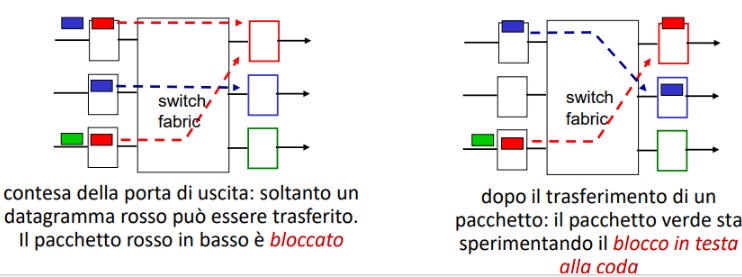 switch
fabric
contesa della porta di uscita: soltanto un
datagramma rosso può essere trasferito.
Il pacchetto rosso in basso è bloccato
switch
fabric
dopo il trasferimento di un
pacchetto: il pacchetto verde sta
sperimentando il blocco in testa
alla coda